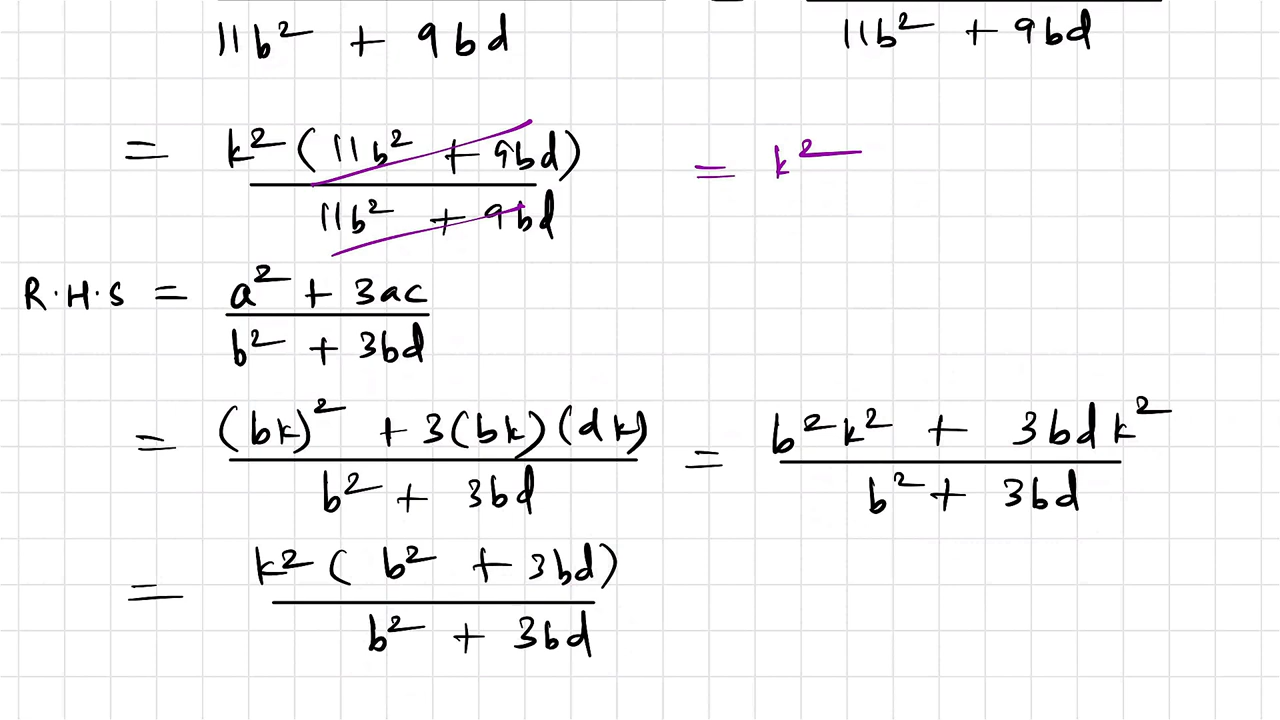 11b² + 9bd 11b² + 9bd
= k² (11b² + 9bd) / 11b² + 9bd = k²
R.H.S = a² + 3ac / b² + 3bd
= (bk)² + 3(bk)(dk) / b² + 3bd = b²k² + 3bdk² / b² + 3bd
= k² ( b² + 3bd) / b² + 3bd